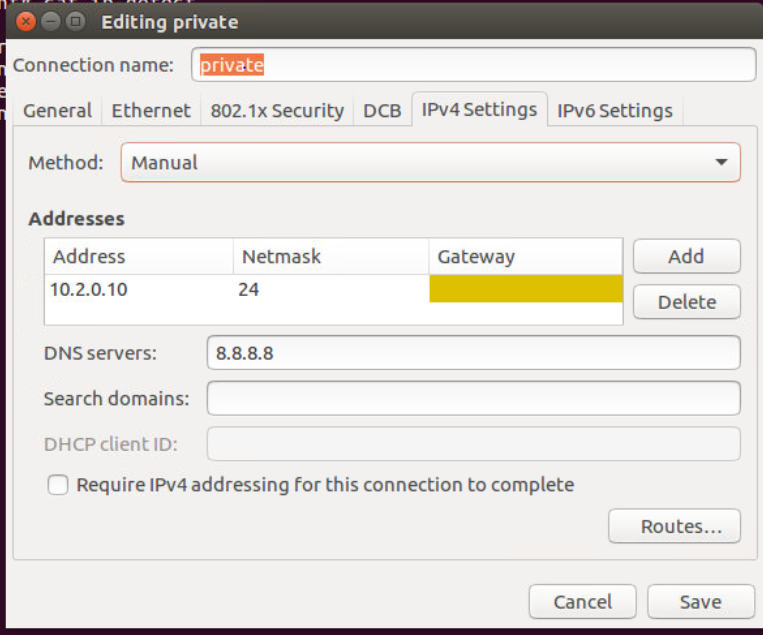 Editing private
Connection name: private
General Ethernet 802.1x Security DCB IPv4 Settings IPv6 Settings
Method: Manual
Addresses
Address Netmask Gateway Add
10.2.0.10 24
Delete
DNS servers: 8.8.8.8
Search domains:
DHCP client ID:
Require IPv4 addressing for this connection to complete
Routes...
Cancel Save